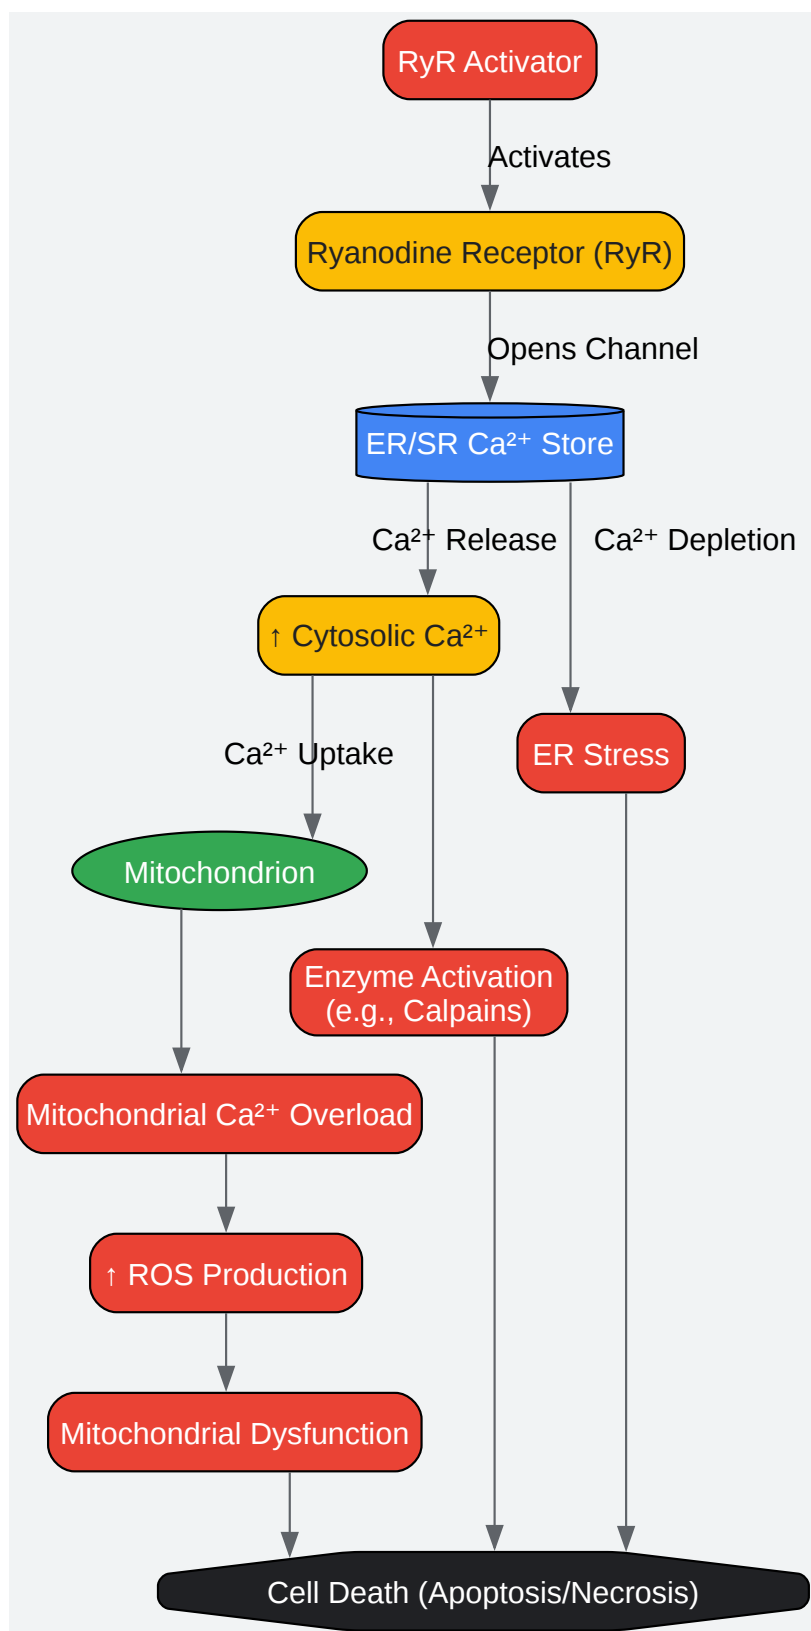 RyR Activator
Activates
Ryanodine Receptor (RyR)
Opens Channel
ER/SR Ca²⁺ Store
Ca²⁺ Release
Ca²⁺ Depletion
↑ Cytosolic Ca²⁺
Ca²⁺ Uptake
ER Stress
Mitochondrion
Enzyme Activation
(e.g., Calpains)
Mitochondrial Ca²⁺ Overload
↑ ROS Production
Mitochondrial Dysfunction
Cell Death (Apoptosis/Necrosis)